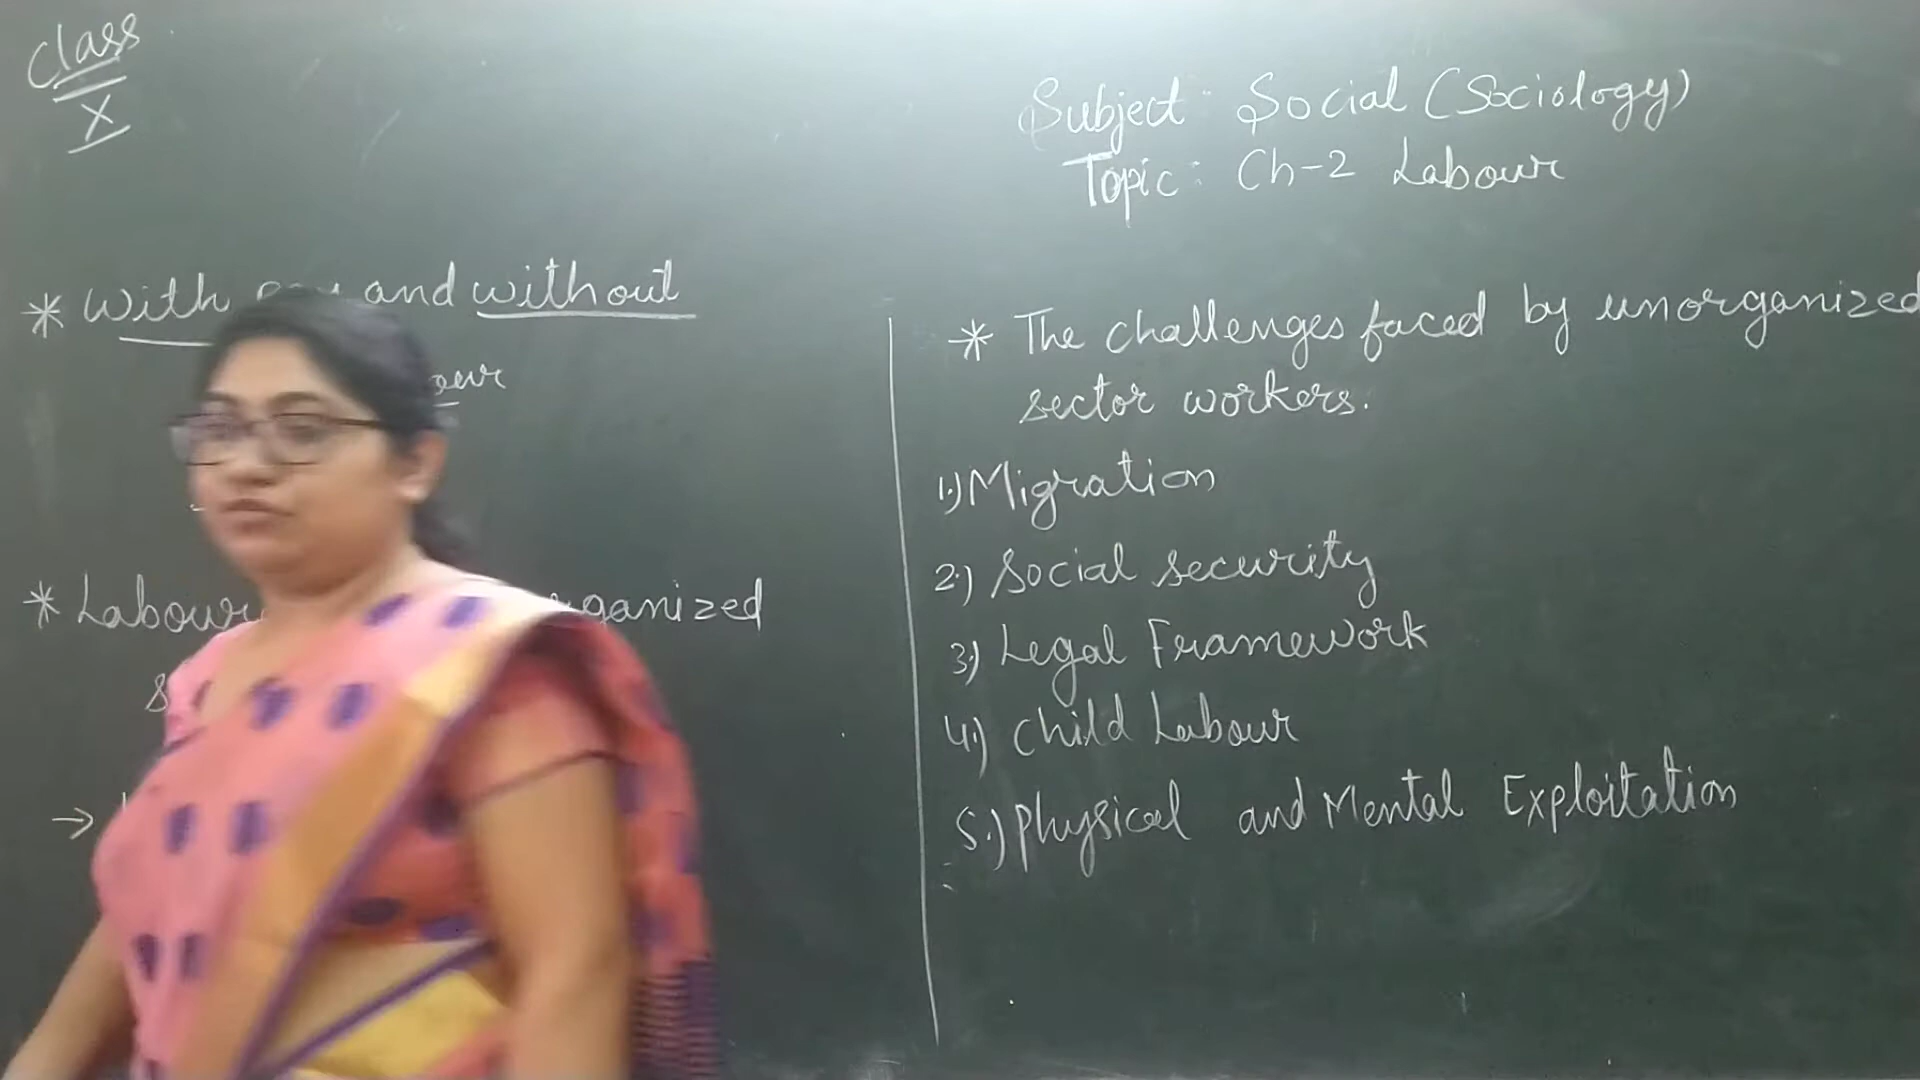 Class
X
Subject: Social (Sociology)
Topic: Ch-2 Labour
* With and without
* Labour
* The challenges faced by unorganized
sector workers.
1.) Migration
2.) Social security
3.) Legal Framework
4.) Child Labour
5.) Physical and Mental Exploitation